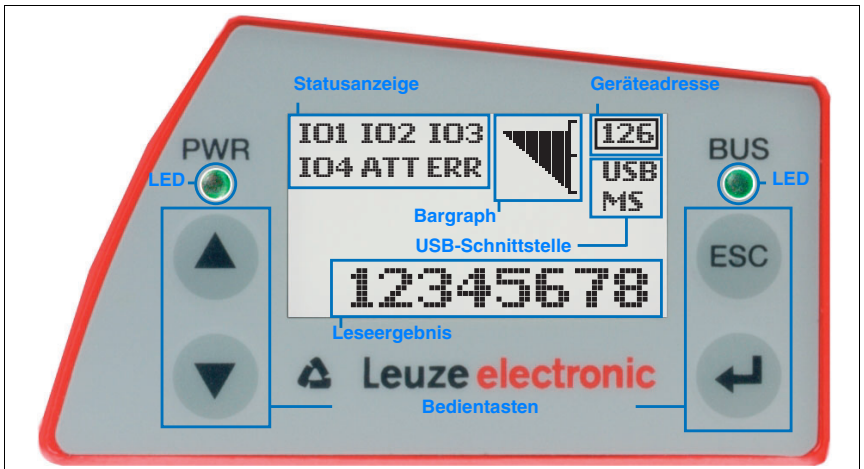 Statusanzeige
Geräteadresse
IO1 IO2 IO3
126
PWR
BUS
IO4 ATT ERR
USB
LED
LED
MS
Bargraph
USB-Schnittstelle
ESC
12345678
Leseergebnis
Leuze electronic
Bedientasten